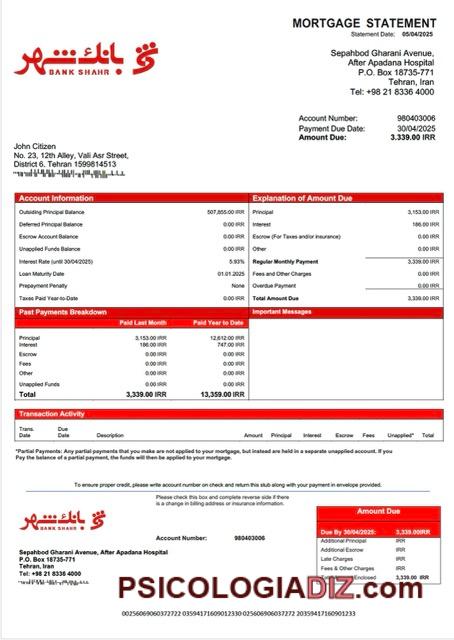 MORTGAGE STATEMENT
Statement Date: 05/04/2025
بانک شهر
BANK SHAHR
Sepahbod Gharani Avenue,
After Apadana Hospital
P.O. Box 18735-771
Tehran, Iran
Tel: +98 21 8336 4000
Account Number: 980403006
Payment Due Date: 30/04/2025
Amount Due: 3.339.00 IRR
John Citizen
No. 23, 12th Alley, Vali Asr Street,
District 6. Tehran 1599814513
Account Information
Outsiding Principal Balance 507,855.00 IRR
Deferred Principal Balance 0.00 IRR
Escrow Account Balance 0.00 IRR
Unapplied Funds Balance 0.00 IRR
Interest Rate (until 30/04/2025) 5.93%
Loan Maturity Date 01.01.2025
Prepayment Penalty None
Taxes Paid Year-to-Date 0.00 IRR
Explanation of Amount Due
Principal 3,153.00 IRR
Interest 186.00 IRR
Escrow (For Taxes and/or insurance) 0.00 IRR
Other 0.00 IRR
Regular Monthly Payment 3,339.00 IRR
Fees and Other Charges 0.00 IRR
Overdue Payment 0.00 IRR
Total Amount Due 3,339.00 IRR
Past Payments Breakdown
Paid Last Month Paid Year to Date
Principal 3,153.00 IRR 12,612.00 IRR
Interest 186.00 IRR 747.00 IRR
Escrow 0.00 IRR 0.00 IRR
Fees 0.00 IRR 0.00 IRR
Other 0.00 IRR 0.00 IRR
Unapplied Funds 0.00 IRR 0.00 IRR
Total 3,339.00 IRR 13,359.00 IRR
Important Messages
Transaction Activity
Trans. Date Due Date Description Amount Principal Interest Escrow Fees Unapplied* Total
*Partial Payments: Any partial payments that you make are not applied to your mortgage, but instead are held in a separate unapplied account. If you
Pay the balance of a partial payment, the funds will then be applied to your mortgage.
To ensure proper credit, please write account number on check and return this slub along with your payment in envelope provided.
Please check this box and complete reverse side if there
is a change in billing address or insurance information.
بانک شهر
BANK SHAHR
Account Number: 980403006
Sepahbod Gharani Avenue, After Apadana Hospital
P.O. Box 18735-771
Tehran, Iran
Tel: +98 21 8336 4000
Amount Due
Due By 30/04/2025: 3,339.00IRR
Additional Principal IRR
Additional Escrow IRR
Late Charges IRR
Fees & Other Charges IRR
Enclosed 3,339.00 IRR
PSICOLOGIADIZ.com